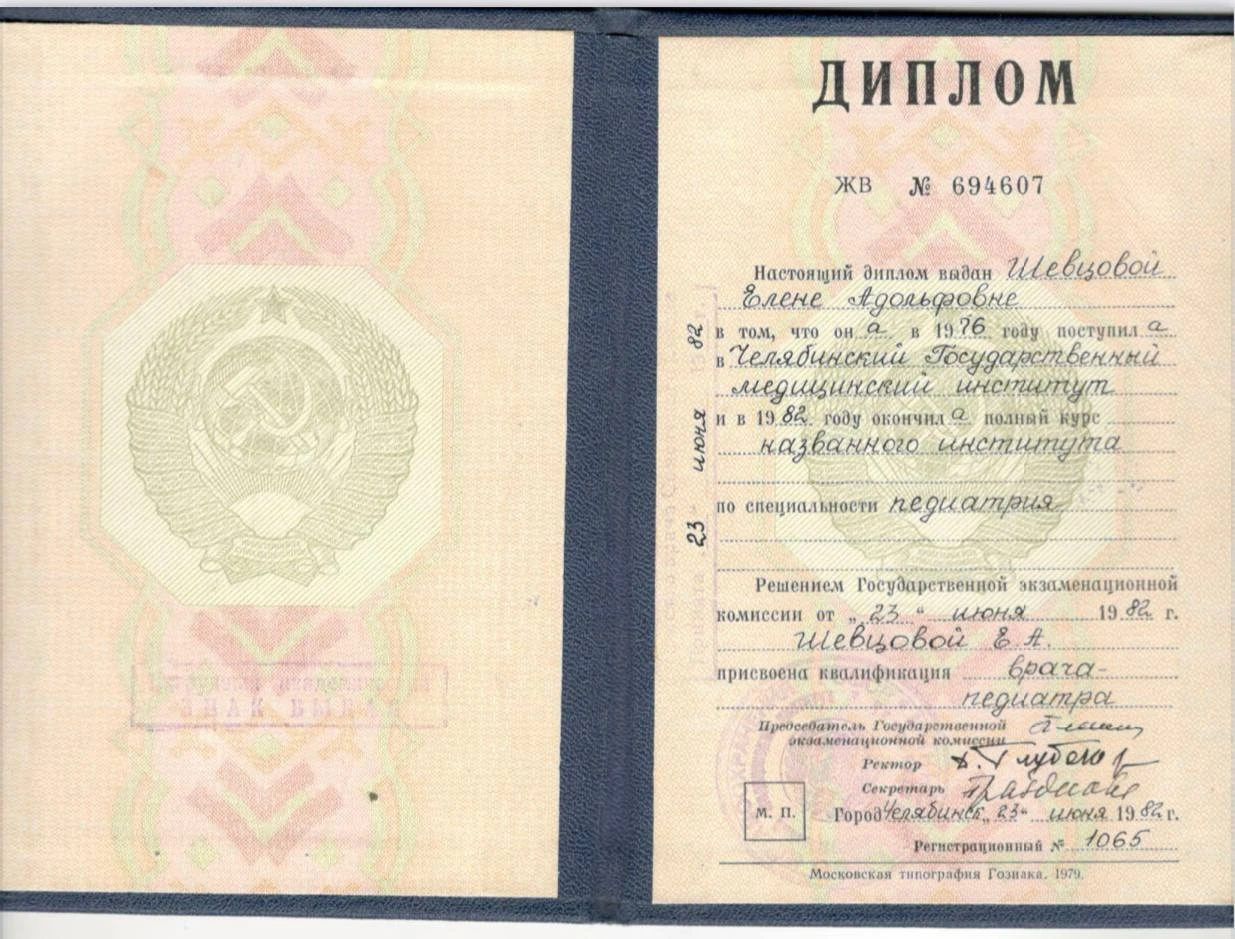 ДИПЛОМ
ЖВ № 694607
Настоящий диплом выдан Шевцовой
Елене Адольфовне
в том, что он а в 1976 году поступил а
в Челябинский Государственный
медицинский институт
и в 1982 году окончил а полный курс
названного института
по специальности педиатрия
Решением Государственной экзаменационной
комиссии от „23“ июня 1982 г.
Шевцовой Е. А.
присвоена квалификация врача-
педиатра
Председатель Государственной
экзаменационной комиссии
Ректор
Секретарь
М. П.
Город Челябинск „23“ июня 1982 г.
Регистрационный № 1065
Московская типография Гознака. 1979.
23 июня 82